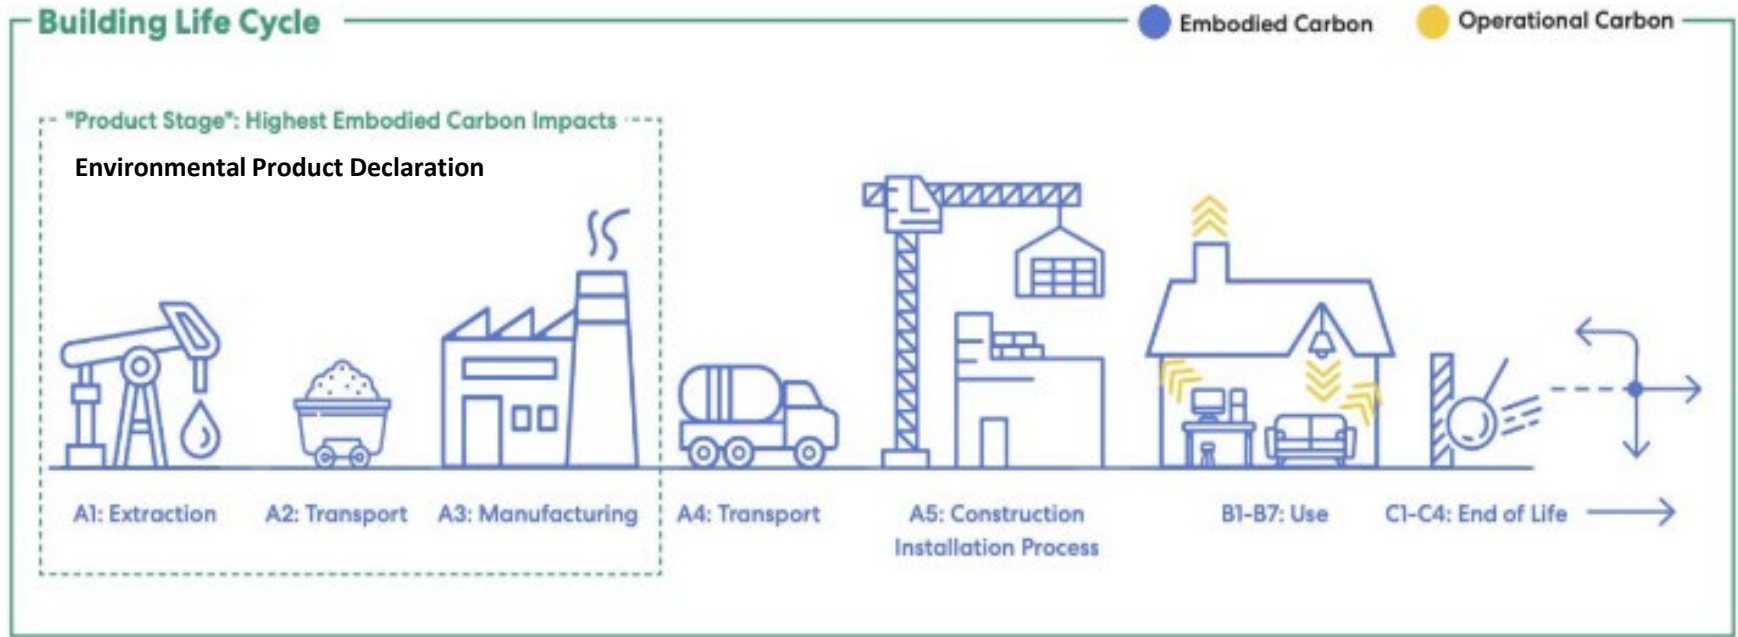 Building Life Cycle
Embodied Carbon
Operational Carbon
"Product Stage": Highest Embodied Carbon Impacts
Environmental Product Declaration
A1: Extraction
A2: Transport
A3: Manufacturing
A4: Transport
A5: Construction
Installation Process
B1-B7: Use
C1-C4: End of Life